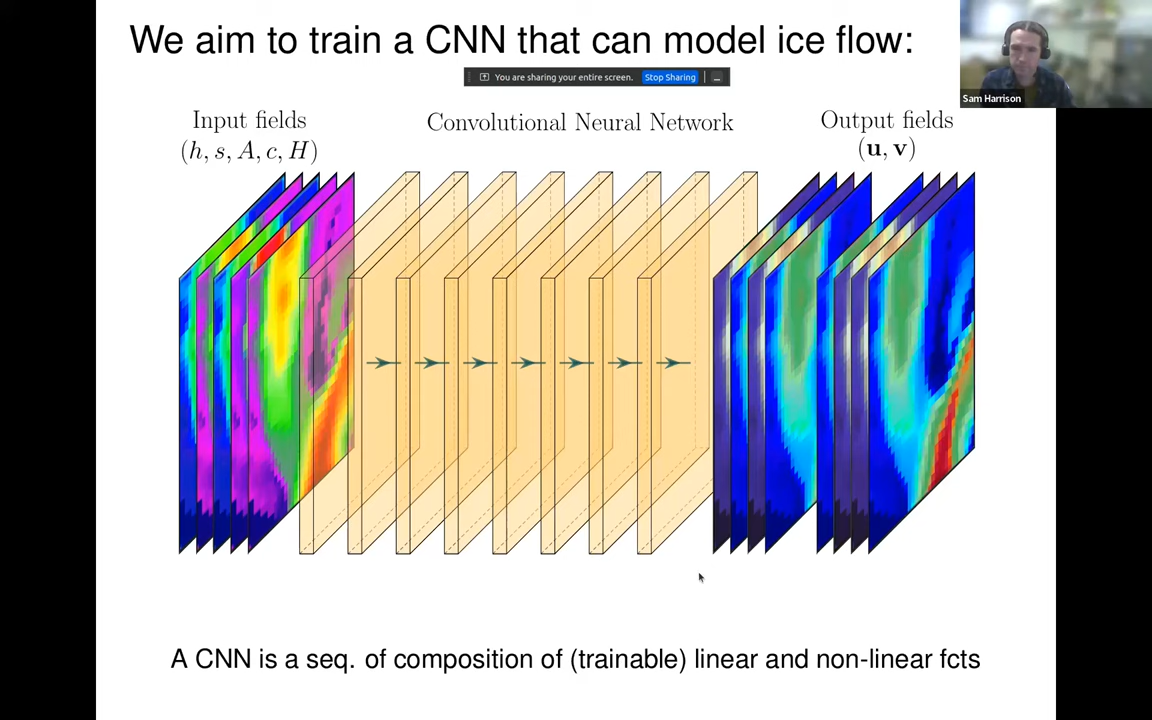 We aim to train a CNN that can model ice flow:
You are sharing your entire screen.
Stop Sharing
Sam Harrison
Input fields
(h, s, A, c, H)
Convolutional Neural Network
Output fields
(u, v)
A CNN is a seq. of composition of (trainable) linear and non-linear fcts